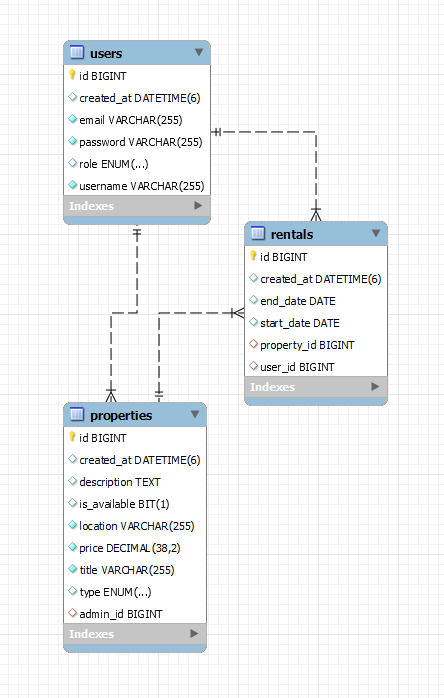 users
id BIGINT
created_at DATETIME(6)
email VARCHAR(255)
password VARCHAR(255)
role ENUM(...)
username VARCHAR(255)
Indexes
rentals
id BIGINT
created_at DATETIME(6)
end_date DATE
start_date DATE
property_id BIGINT
user_id BIGINT
Indexes
properties
id BIGINT
created_at DATETIME(6)
description TEXT
is_available BIT(1)
location VARCHAR(255)
price DECIMAL(38,2)
title VARCHAR(255)
type ENUM(...)
admin_id BIGINT
Indexes